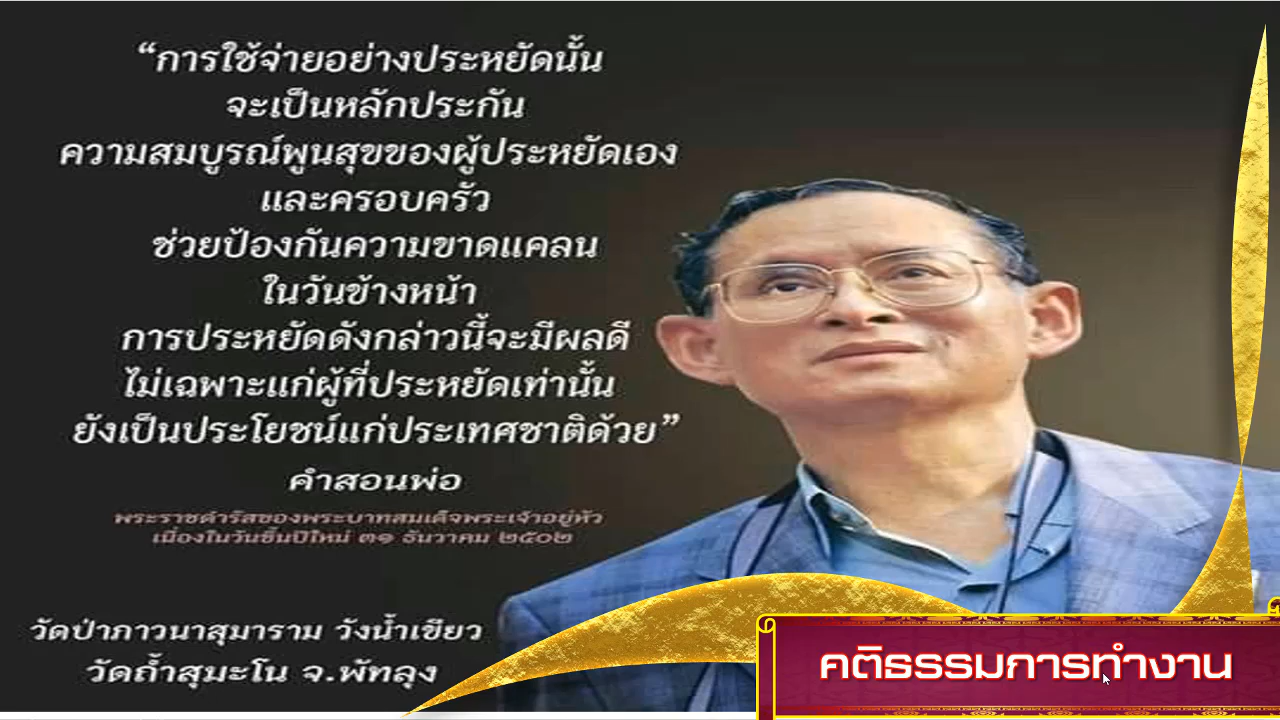 “การใช้จ่ายอย่างประหยัดนั้น
จะเป็นหลักประกัน
ความสมบูรณ์พูนสุขของผู้ประหยัดเอง
และครอบครัว
ช่วยป้องกันความขาดแคลน
ในวันข้างหน้า
การประหยัดดังกล่าวนี้จะมีผลดี
ไม่เฉพาะแก่ผู้ที่ประหยัดเท่านั้น
ยังเป็นประโยชน์แก่ประเทศชาติด้วย”
คำสอนพ่อ
พระราชดำรัสของพระบาทสมเด็จพระเจ้าอยู่หัว
เนื่องในวันขึ้นปีใหม่ ๓๑ ธันวาคม ๒๕๐๒
วัดป่าภาวนาสุมาราม วังน้ำเขียว
วัดถ้ำสุมะโน จ.พัทลุง
คติธรรมการทำงาน